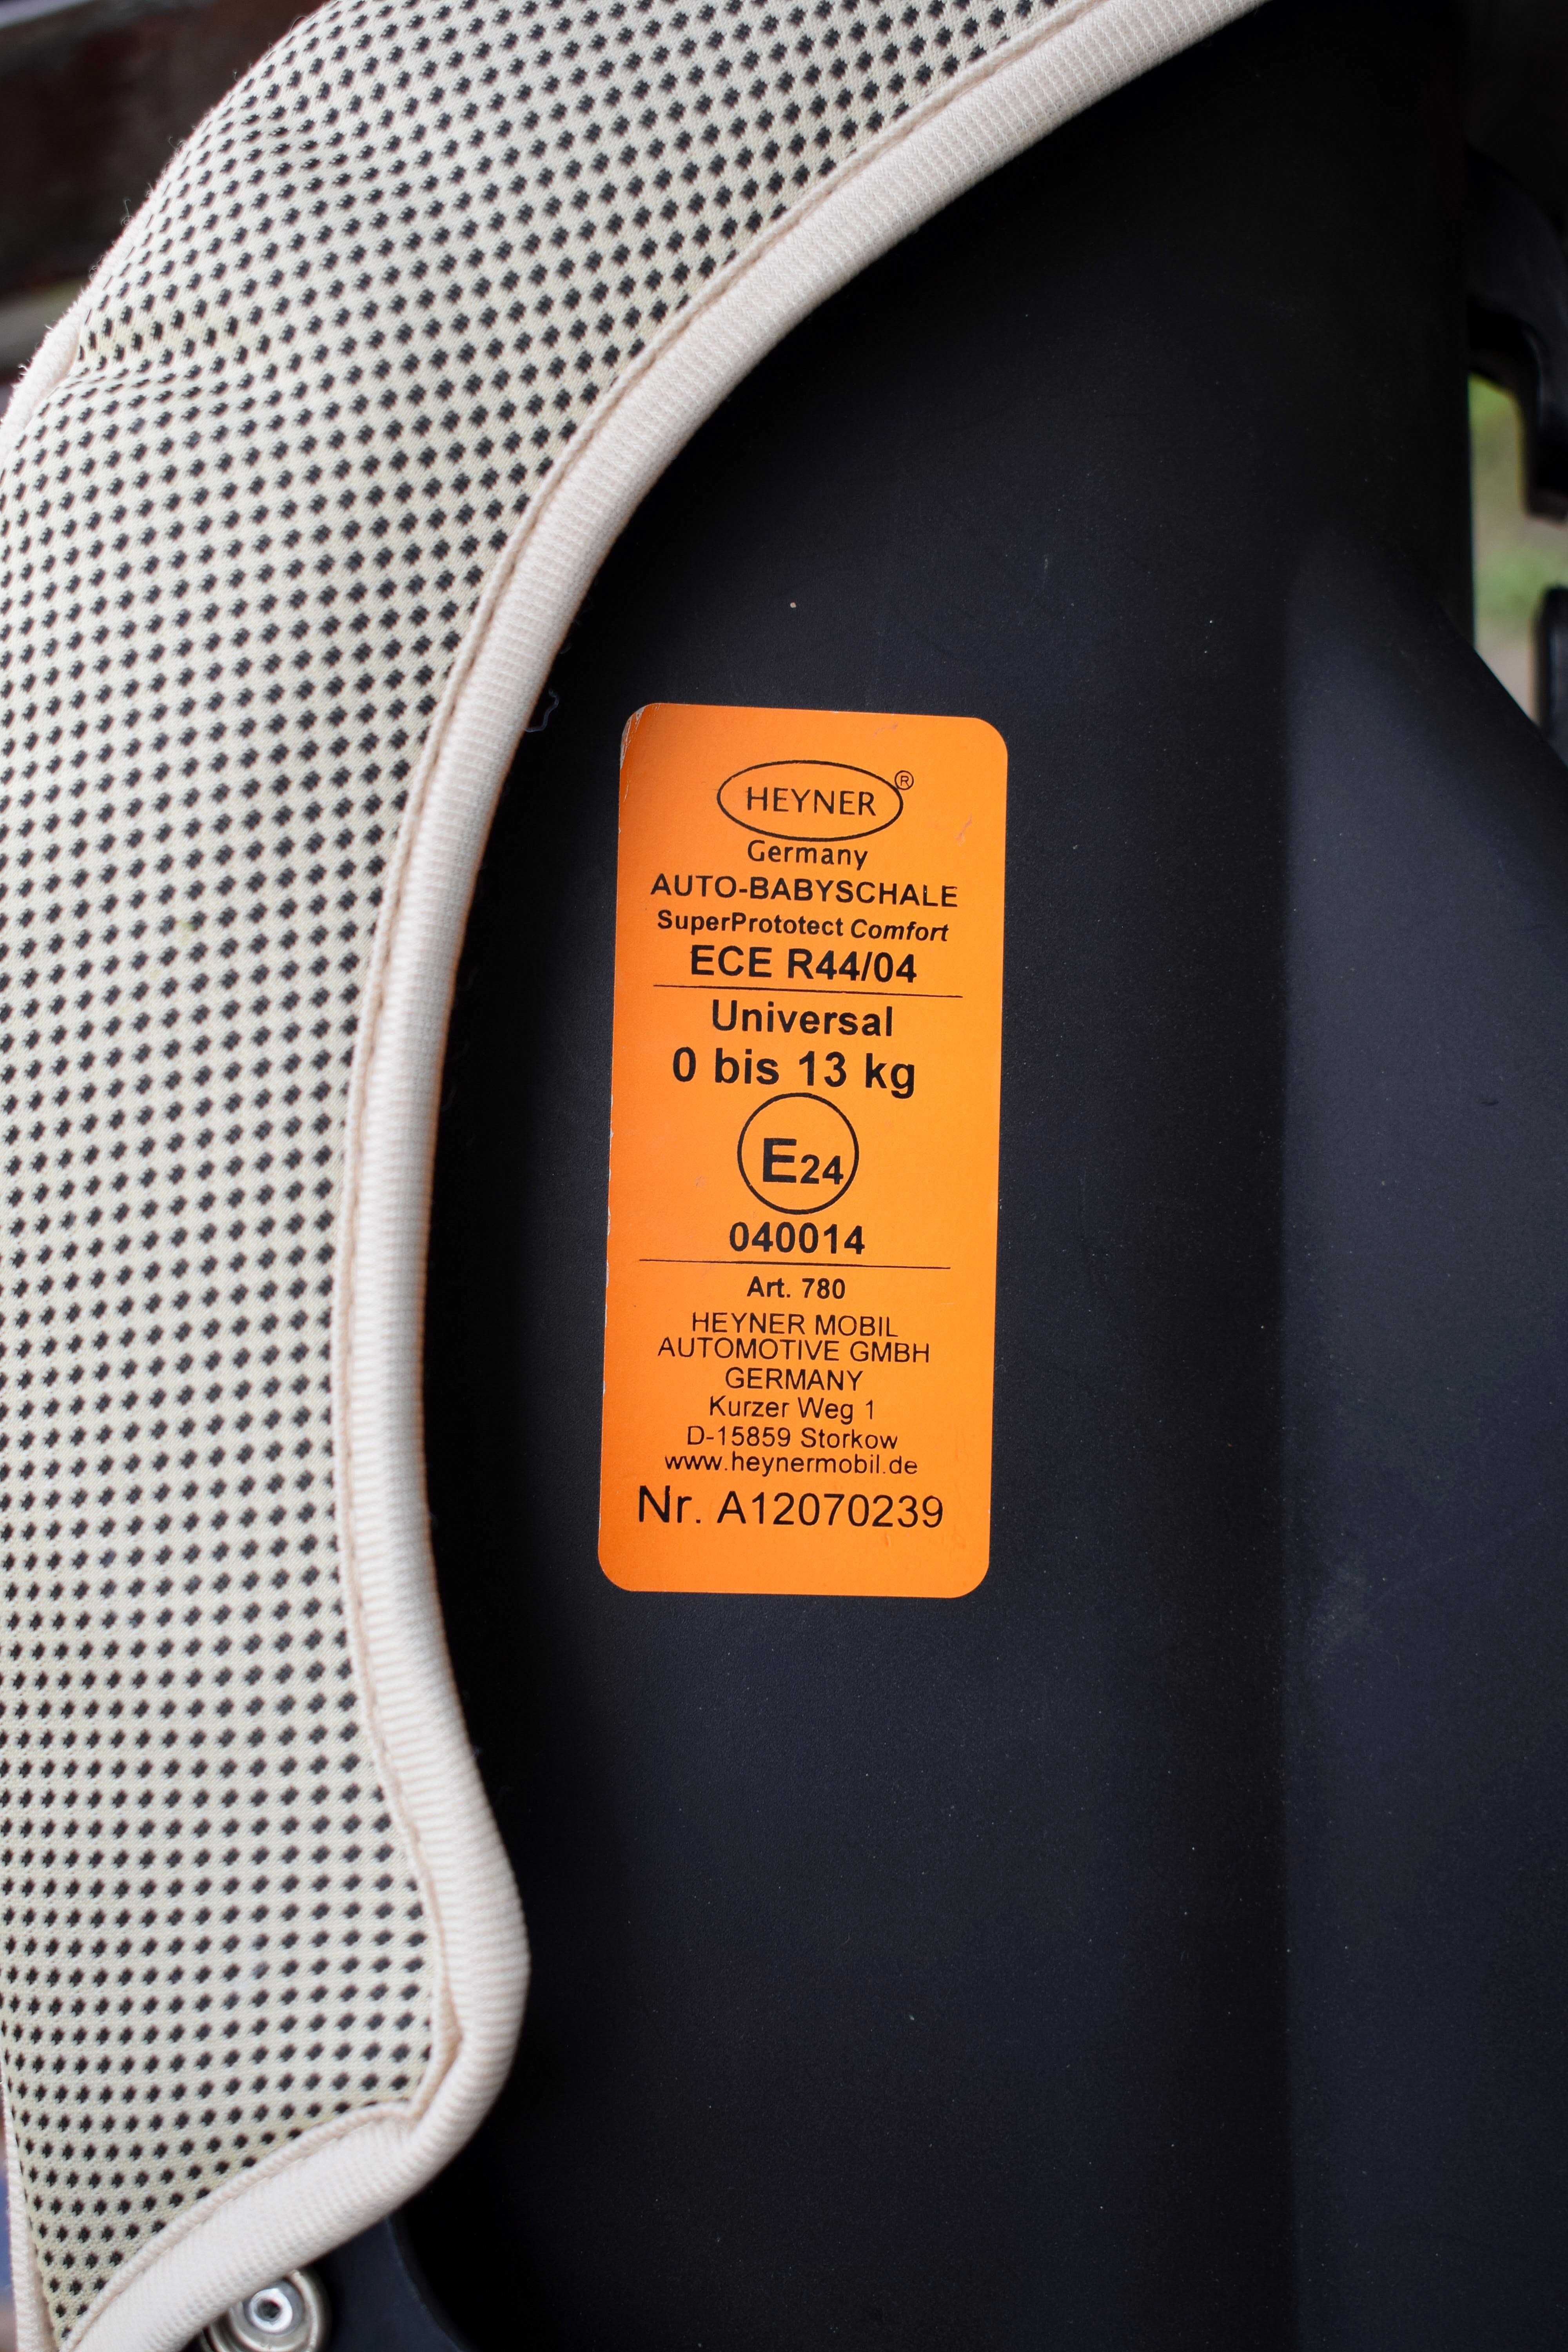 HEYNER®
Germany
AUTO-BABYSCHALE
SuperPrototect Comfort
ECE R44/04
Universal
0 bis 13 kg
E24
040014
Art. 780
HEYNER MOBIL
AUTOMOTIVE GMBH
GERMANY
Kurzer Weg 1
D-15859 Storkow
www.heynermobil.de
Nr. A12070239